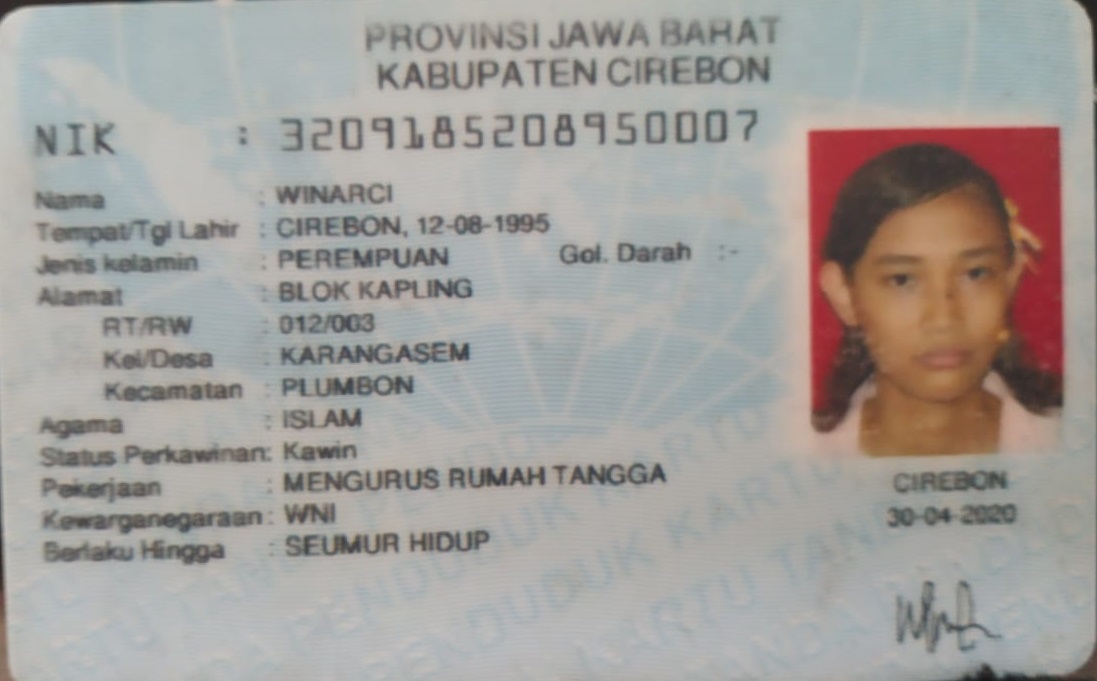 PROVINSI JAWA BARAT
KABUPATEN CIREBON
NIK : 3209185208950007
Nama : WINARCI
Tempat/Tgl Lahir : CIREBON, 12-08-1995
Jenis kelamin : PEREMPUAN Gol. Darah :-
Alamat : BLOK KAPLING
RT/RW : 012/003
Kel/Desa : KARANGASEM
Kecamatan : PLUMBON
Agama : ISLAM
Status Perkawinan: Kawin
Pekerjaan : MENGURUS RUMAH TANGGA
Kewarganegaraan: WNI
Berlaku Hingga : SEUMUR HIDUP
CIREBON
30-04-2020